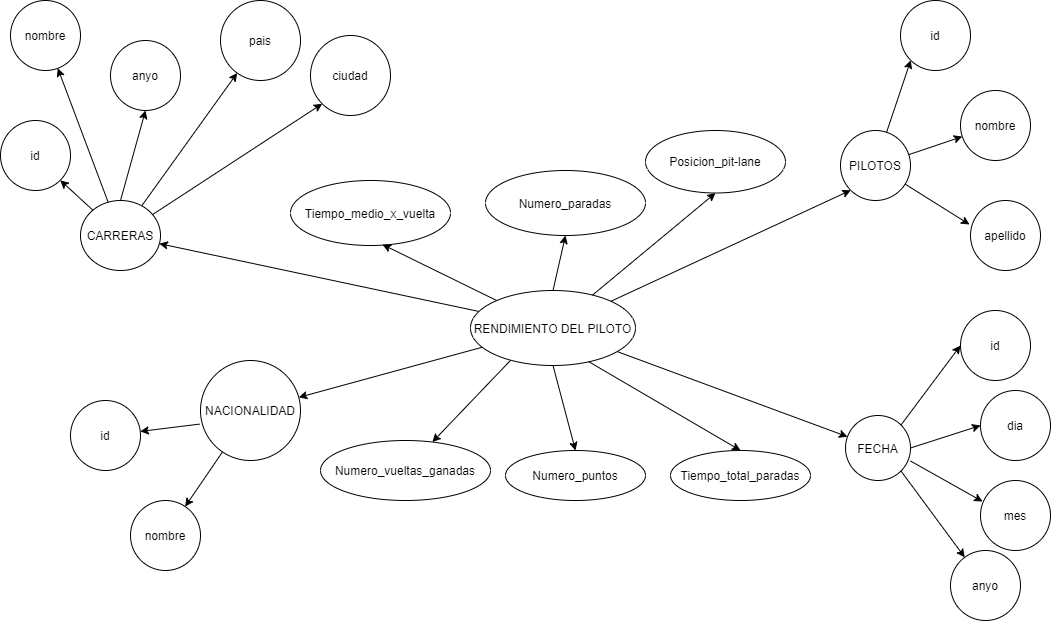 nombre
anyo
pais
ciudad
id
CARRERAS
Tiempo_medio_x_vuelta
Numero_paradas
Posicion_pit-lane
id
nombre
PILOTOS
apellido
RENDIMIENTO DEL PILOTO
NACIONALIDAD
id
nombre
Numero_vueltas_ganadas
Numero_puntos
Tiempo_total_paradas
FECHA
id
dia
mes
anyo